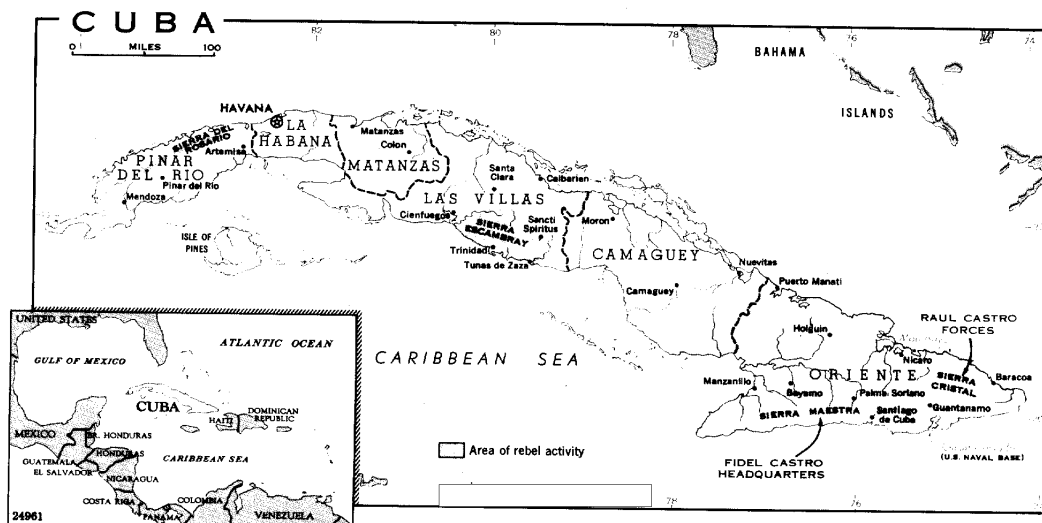 CUBA
0 MILES 100
82
80
78
76
74
BAHAMA
ISLANDS
HAVANA
LA
HABANA
SIERRA DEL
ROSARIO
Artemisa
PINAR
DEL RIO
Pinar del Rio
Mendoza
ISLE OF
PINES
Matanzas
Colon
MATANZAS
Santa
Clara
Caibarien
LAS VILLAS
Cienfuegos
SIERRA
ESCAMBRAY
Sancti
Spiritus
Trinidad
Tunas de Zaza
Moron
CAMAGUEY
Camaguey
Nuevitas
Puerto Manati
Holguin
RAUL CASTRO
FORCES
Nicaro
ORIENTE
SIERRA
CRISTAL
Baracoa
Manzanillo
Bayamo
Palma Soriano
Guantanamo
SIERRA MAESTRA
Santiago
de Cuba
(U.S. NAVAL BASE)
FIDEL CASTRO
HEADQUARTERS
CARIBBEAN SEA
Area of rebel activity
78
76
UNITED STATES
GULF OF MEXICO
ATLANTIC OCEAN
CUBA
HAITI
DOMINICAN
REPUBLIC
MEXICO
BR. HONDURAS
HONDURAS
CARIBBEAN SEA
GUATEMALA
EL SALVADOR
NICARAGUA
COSTA RICA
PANAMA
COLOMBIA
VENEZUELA
24961